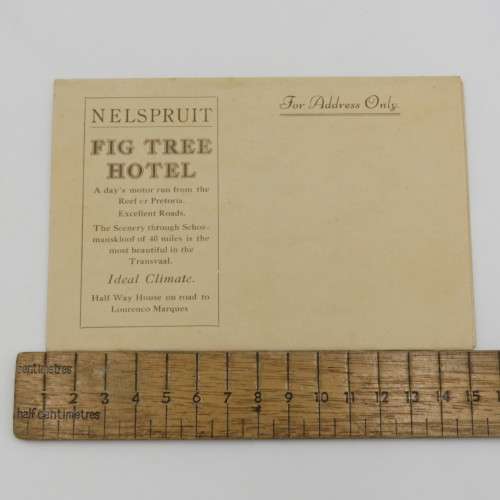 NELSPRUIT
FIG TREE
HOTEL
A day's motor run from the
Reef or Pretoria.
Excellent Roads.
The Scenery through Schoe-
manskloof of 40 miles is the
most beautiful in the
Transvaal.
Ideal Climate.
Half Way House on road to
Lourenco Marques
For Address Only.
centimetres
1 2 3 4 5 6 7 8 9 10 11 12 13 14 15
half centimetres